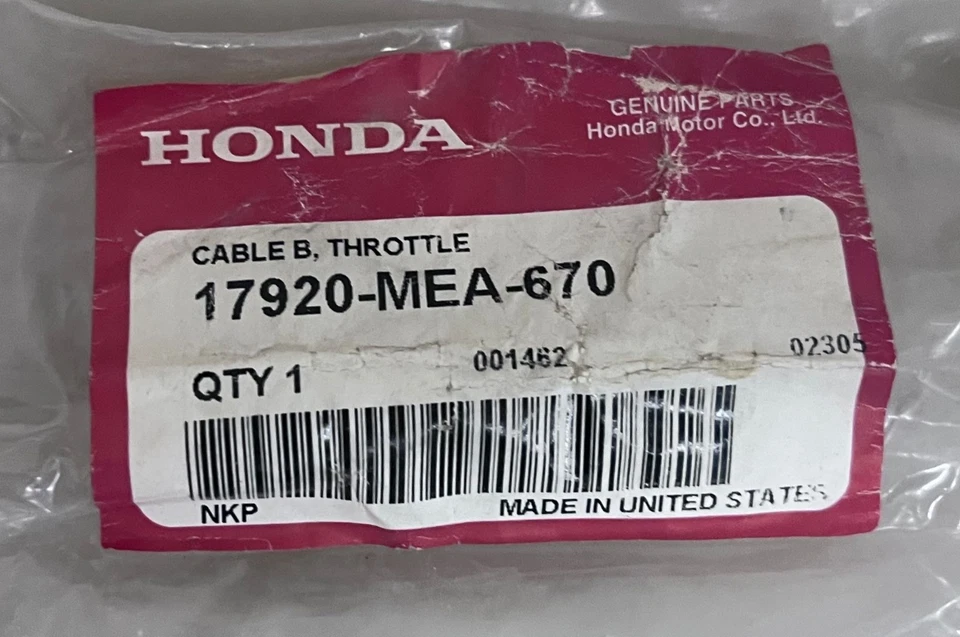 HONDA
GENUINE PARTS
Honda Motor Co., Ltd.
CABLE B, THROTTLE
17920-MEA-670
QTY 1
001462
02305
NKP
MADE IN UNITED STATES